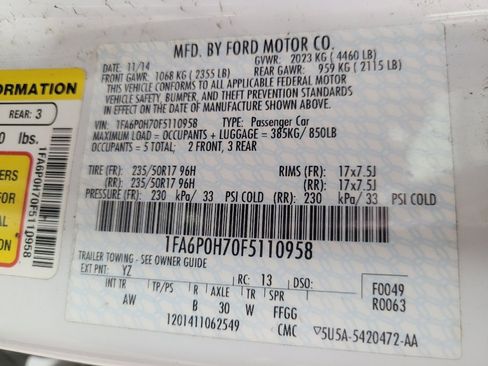 MFD. BY FORD MOTOR CO.
DATE: 11/14 GVWR: 2023 KG ( 4460 LB)
FRONT GAWR: 1068 KG ( 2355 LB) REAR GAWR: 959 KG ( 2115 LB)
THIS VEHICLE CONFORMS TO ALL APPLICABLE FEDERAL MOTOR
VEHICLE SAFETY, BUMPER, AND THEFT PREVENTION STANDARDS
IN EFFECT ON THE DATE OF MANUFACTURE SHOWN ABOVE.
VIN: 1FA6P0H70F5110958 TYPE: Passenger Car
MAXIMUM LOAD = OCCUPANTS + LUGGAGE = 385KG/ 850LB
OCCUPANTS = 5 TOTAL; 2 FRONT, 3 REAR
TIRE (FR): 235/50R17 96H RIMS (FR): 17x7.5J
(RR): 235/50R17 96H (RR): 17x7.5J
PRESSURE (FR): 230 kPa/ 33 PSI COLD (RR): 230 kPa/ 33 PSI COLD
1FA6P0H70F5110958
TRAILER TOWING - SEE OWNER GUIDE
EXT PNT: YZ RC: 13 DSO: F0049
INT TR TP/PS R AXLE TR SPR R0063
AW B 30 W FFGG
1201411062549 CMC ▽5U5A-5420472-AA
ORMATION
REAR: 3
0 lbs.
1FA6P0H70F5110958